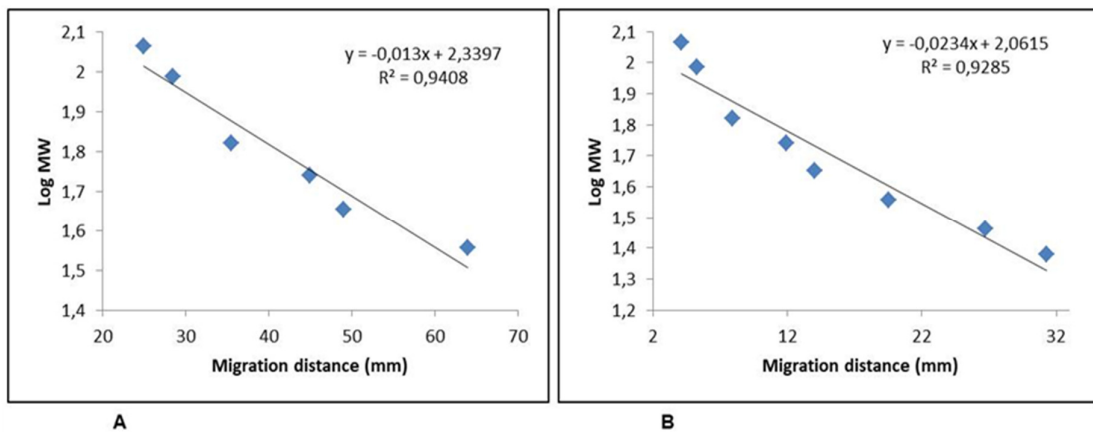 y = -0,013x + 2,3397
R² = 0,9408
Log MW
2,1
2
1,9
1,8
1,7
1,6
1,5
1,4
20 30 40 50 60 70
Migration distance (mm)
A
y = -0,0234x + 2,0615
R² = 0,9285
Log MW
2,1
2
1,9
1,8
1,7
1,6
1,5
1,4
1,3
1,2
2 12 22 32
Migration distance (mm)
B